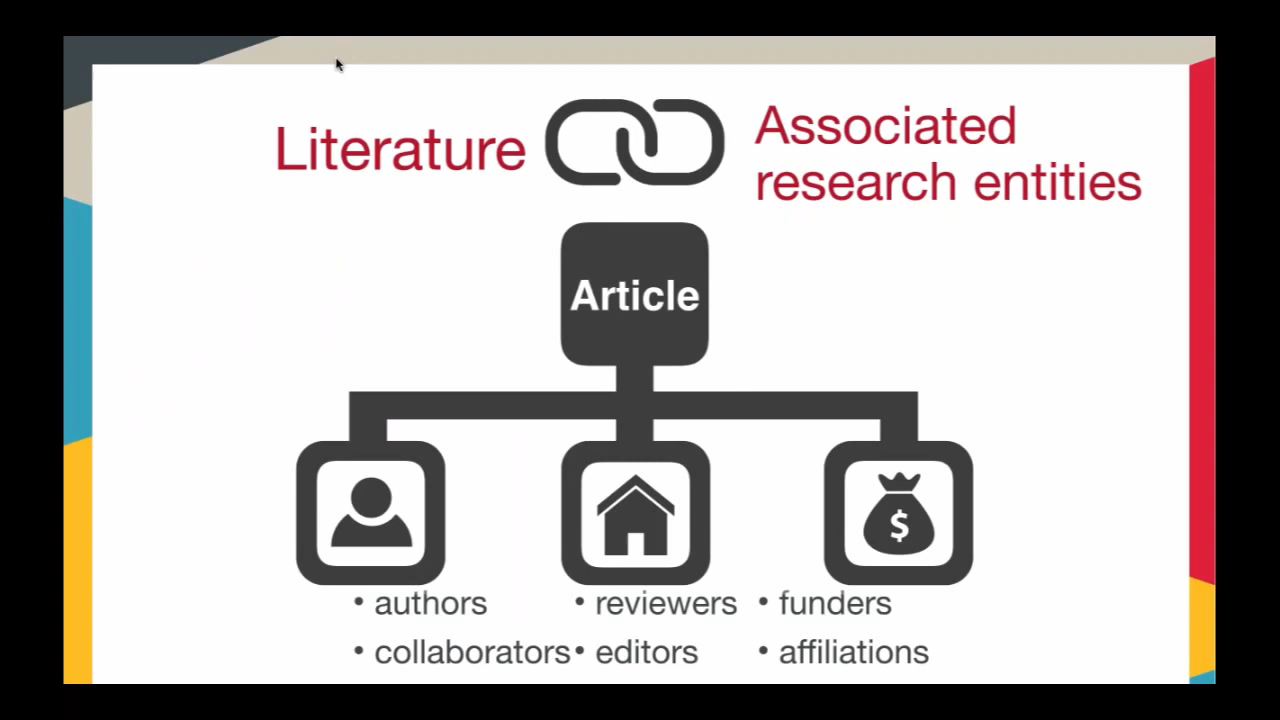 Literature
Associated
research entities
Article
$
• authors
• collaborators
• reviewers
• editors
• funders
• affiliations